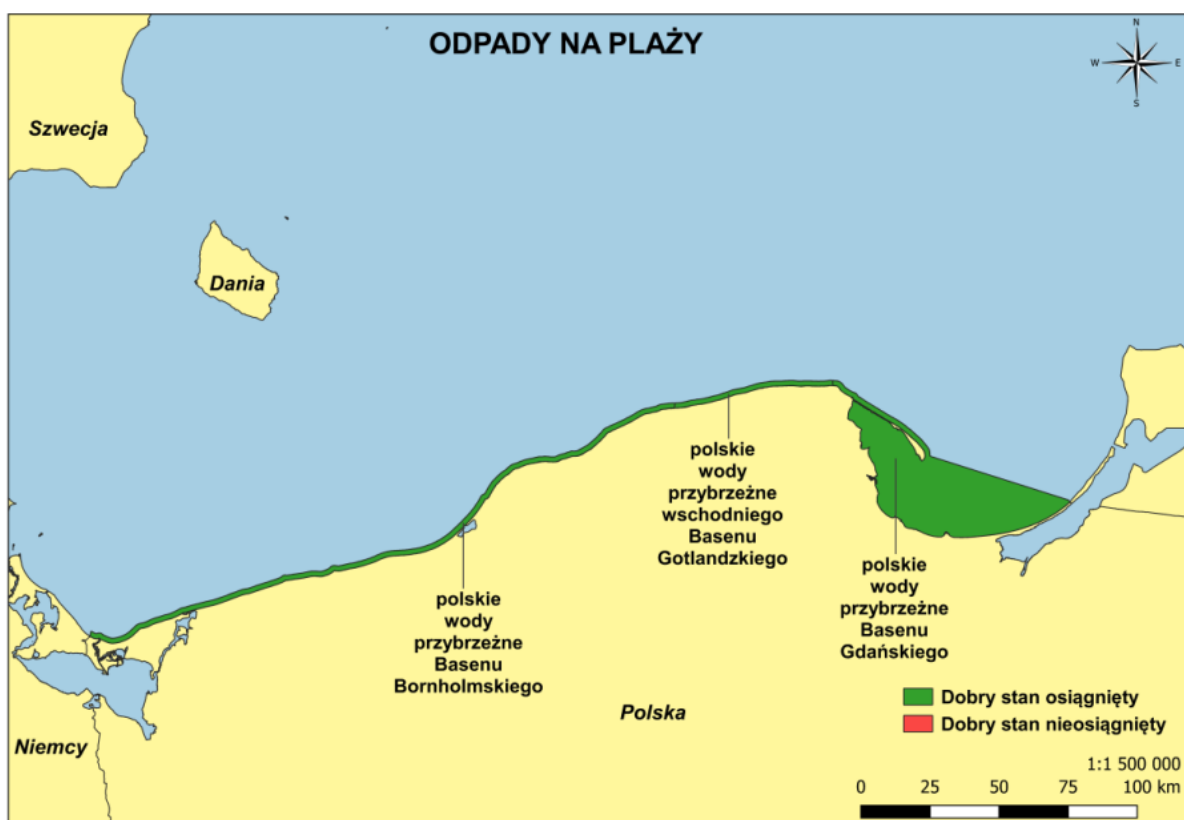 ODPADY NA PLAŻY
N
W
E
S
Szwecja
Dania
polskie
wody
przybrzeżne
wschodniego
Basenu
Gotlandzkiego
polskie
wody
przybrzeżne
Basenu
Gdańskiego
polskie
wody
przybrzeżne
Basenu
Bornholmskiego
Polska
Niemcy
Dobry stan osiągnięty
Dobry stan nieosiągnięty
1:1 500 000
0 25 50 75 100 km